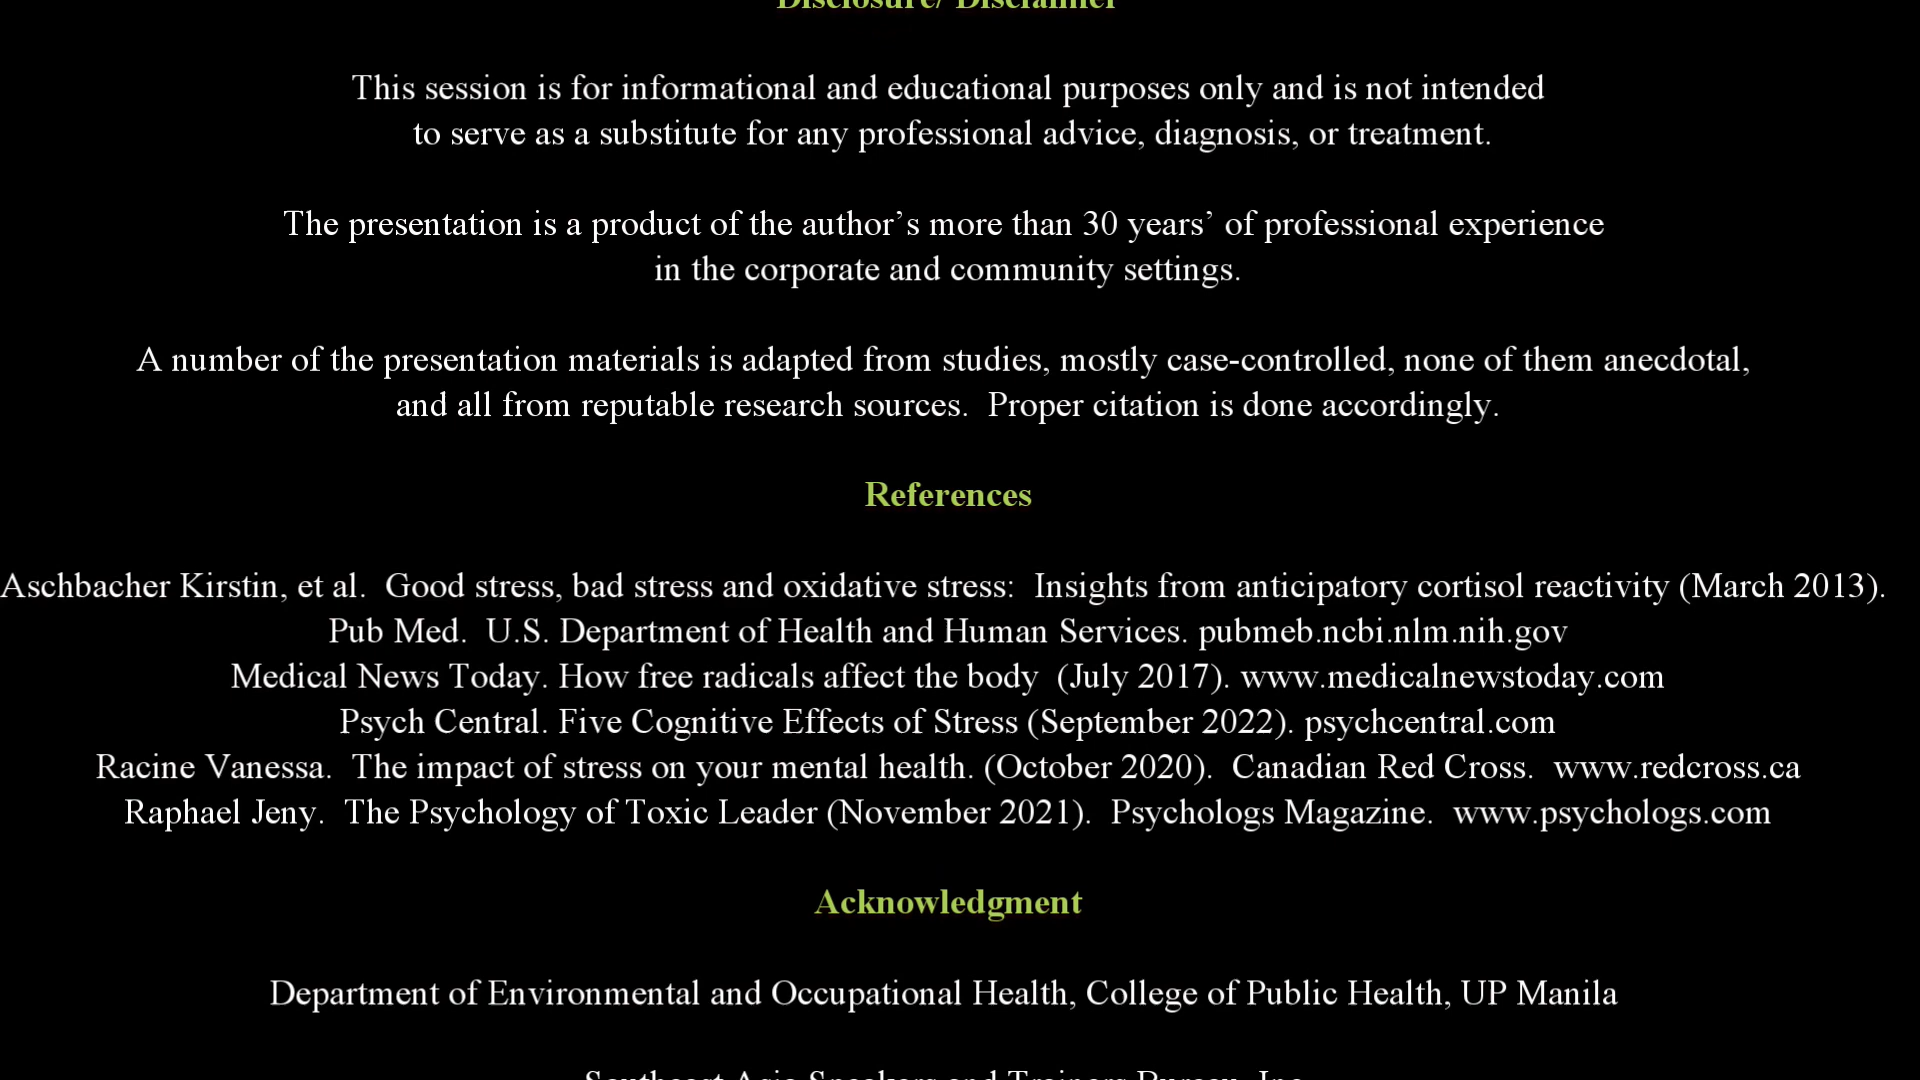 Disclosure/ Disclaimer
This session is for informational and educational purposes only and is not intended
to serve as a substitute for any professional advice, diagnosis, or treatment.
The presentation is a product of the author’s more than 30 years’ of professional experience
in the corporate and community settings.
A number of the presentation materials is adapted from studies, mostly case-controlled, none of them anecdotal,
and all from reputable research sources.  Proper citation is done accordingly.
References
Aschbacher Kirstin, et al.  Good stress, bad stress and oxidative stress:  Insights from anticipatory cortisol reactivity (March 2013).
Pub Med.  U.S. Department of Health and Human Services. pubmeb.ncbi.nlm.nih.gov
Medical News Today. How free radicals affect the body  (July 2017). www.medicalnewstoday.com
Psych Central. Five Cognitive Effects of Stress (September 2022). psychcentral.com
Racine Vanessa.  The impact of stress on your mental health. (October 2020).  Canadian Red Cross.  www.redcross.ca
Raphael Jeny.  The Psychology of Toxic Leader (November 2021).  Psychologs Magazine.  www.psychologs.com
Acknowledgment
Department of Environmental and Occupational Health, College of Public Health, UP Manila
Southeast Asia Speakers and Trainers Bureau, Inc.